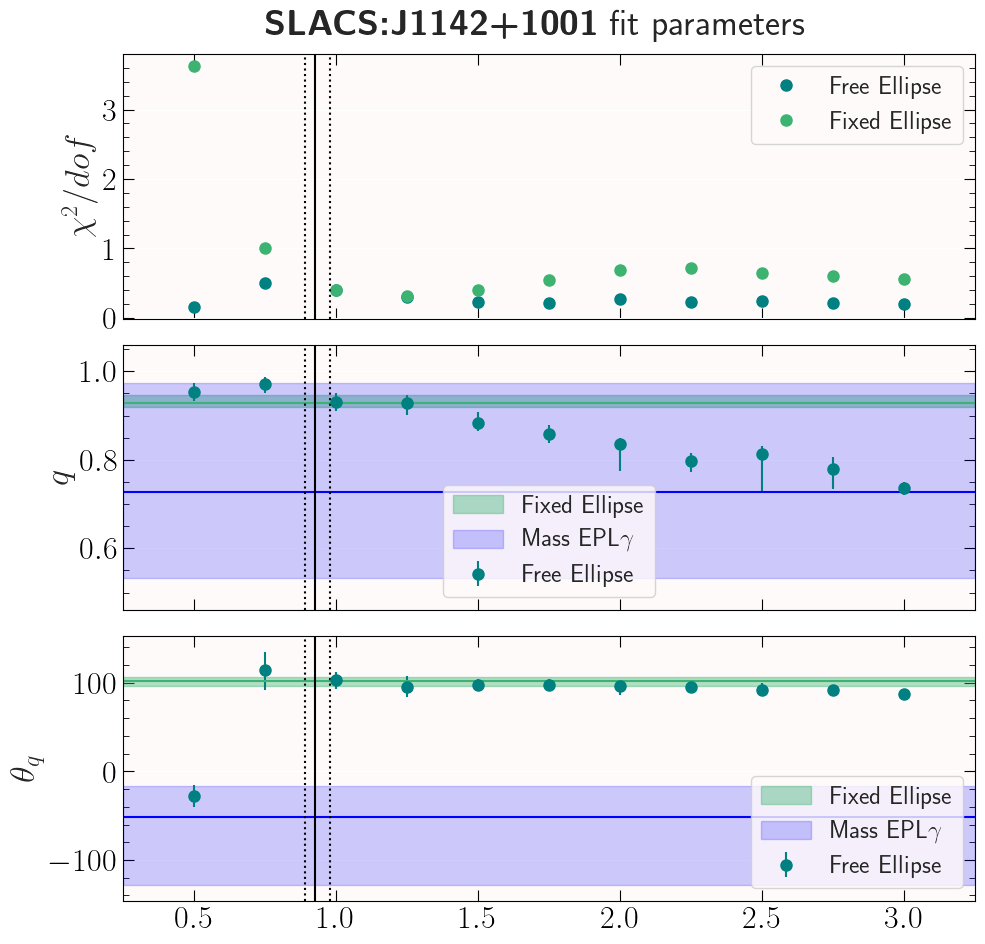 SLACS:J1142+1001 fit parameters
χ²/dof
3
2
1
0
Free Ellipse
Fixed Ellipse
q
1.0
0.8
0.6
Fixed Ellipse
Mass EPLγ
Free Ellipse
θ_q
100
0
−100
Fixed Ellipse
Mass EPLγ
Free Ellipse
0.5 1.0 1.5 2.0 2.5 3.0